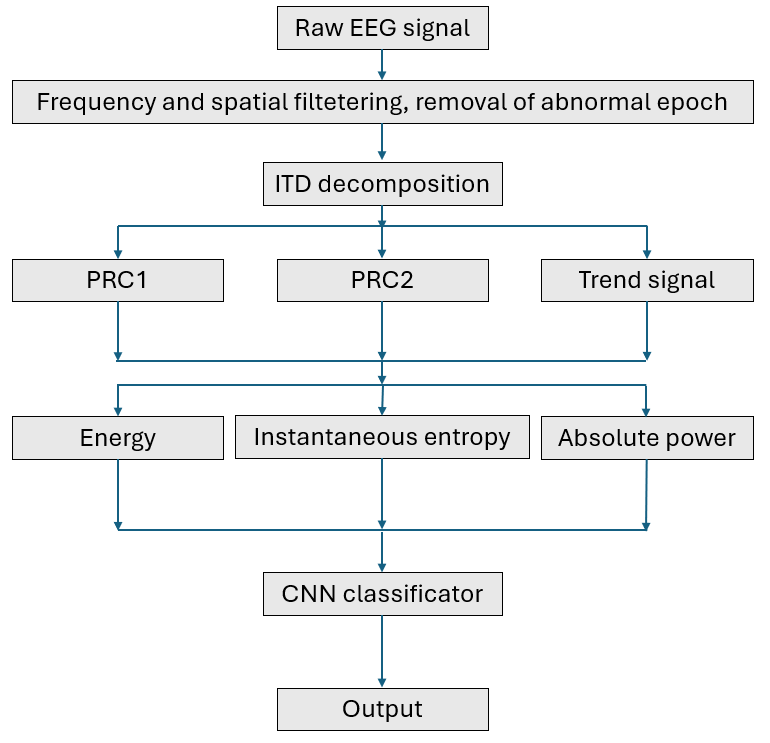 Raw EEG signal
Frequency and spatial filtetering, removal of abnormal epoch
ITD decomposition
PRC1
PRC2
Trend signal
Energy
Instantaneous entropy
Absolute power
CNN classificator
Output